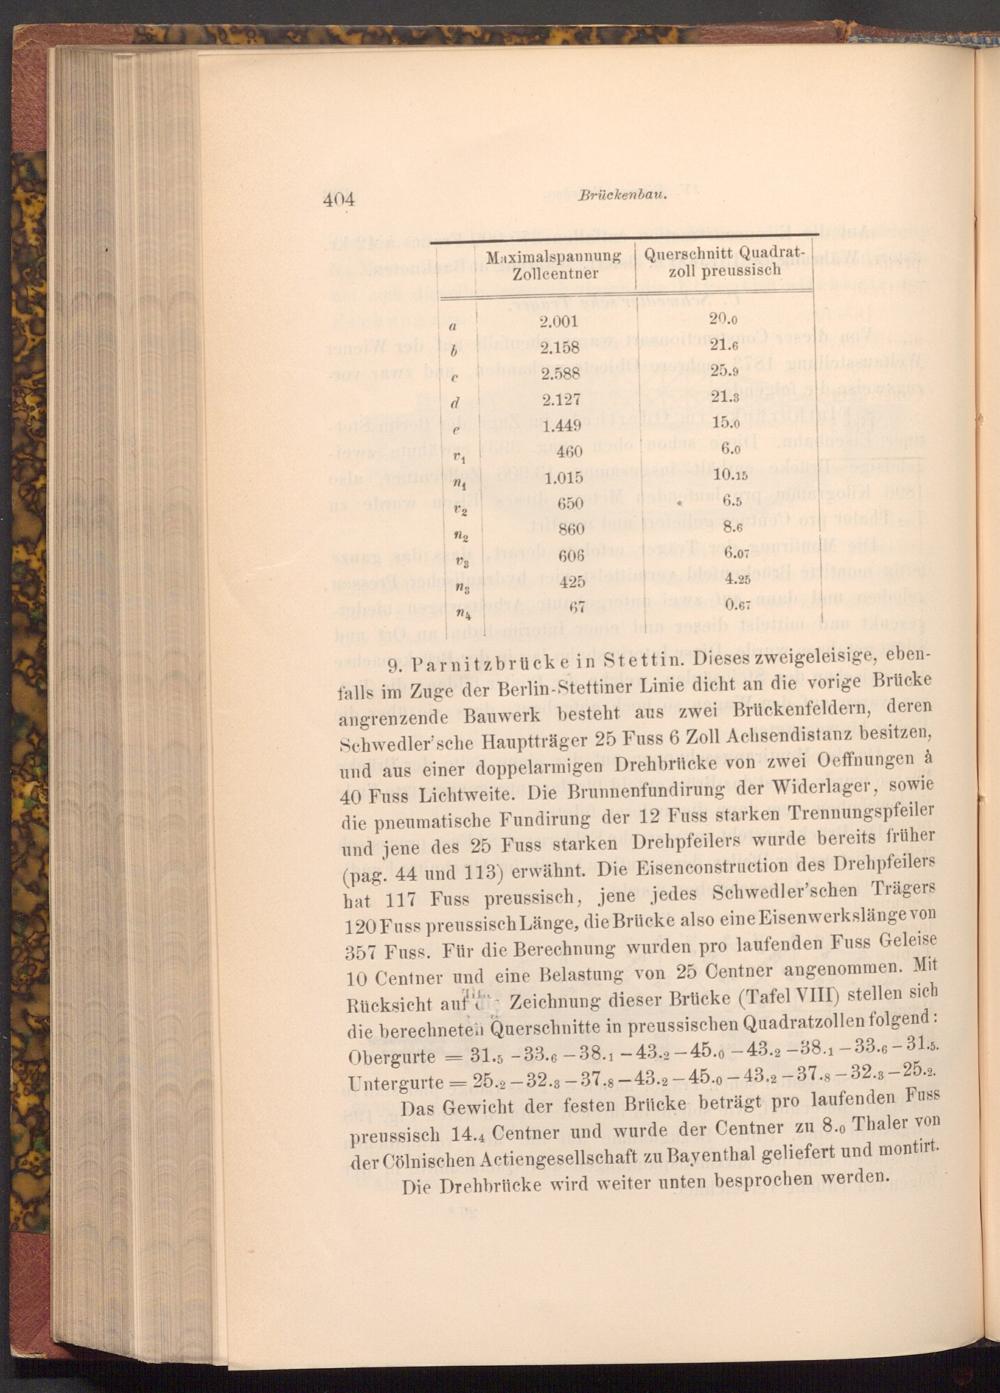 404
Brückenbau.
Maximalspannung Zollcentner | Querschnitt Quadratzoll preussisch
a 2.001 20.0
b 2.158 21.6
c 2.588 25.9
d 2.127 21.3
e 1.449 15.0
v1 460 6.0
n1 1.015 10.15
v2 650 6.5
n2 860 8.6
v3 606 6.07
n3 425 4.25
n4 67 0.67
9. Parnitzbrücke in Stettin. Dieses zweigeleisige, eben-
falls im Zuge der Berlin-Stettiner Linie dicht an die vorige Brücke
angrenzende Bauwerk besteht aus zwei Brückenfeldern, deren
Schwedler'sche Hauptträger 25 Fuss 6 Zoll Achsendistanz besitzen,
und aus einer doppelarmigen Drehbrücke von zwei Oeffnungen à
40 Fuss Lichtweite. Die Brunnenfundirung der Widerlager, sowie
die pneumatische Fundirung der 12 Fuss starken Trennungspfeiler
und jene des 25 Fuss starken Drehpfeilers wurde bereits früher
(pag. 44 und 113) erwähnt. Die Eisenconstruction des Drehpfeilers
hat 117 Fuss preussisch, jene jedes Schwedler'schen Trägers
120 Fuss preussisch Länge, die Brücke also eine Eisenwerkslänge von
357 Fuss. Für die Berechnung wurden pro laufenden Fuss Geleise
10 Centner und eine Belastung von 25 Centner angenommen. Mit
Rücksicht auf die Zeichnung dieser Brücke (Tafel VIII) stellen sich
die berechneten Querschnitte in preussischen Quadratzollen folgend:
Obergurte = 31.5 – 33.6 – 38.1 – 43.2 – 45.0 – 43.2 – 38.1 – 33.6 – 31.5.
Untergurte = 25.2 – 32.3 – 37.8 – 43.2 – 45.0 – 43.2 – 37.8 – 32.3 – 25.2.
Das Gewicht der festen Brücke beträgt pro laufenden Fuss
preussisch 14.4 Centner und wurde der Centner zu 8.0 Thaler von
der Cölnischen Actiengesellschaft zu Bayenthal geliefert und montirt.
Die Drehbrücke wird weiter unten besprochen werden.